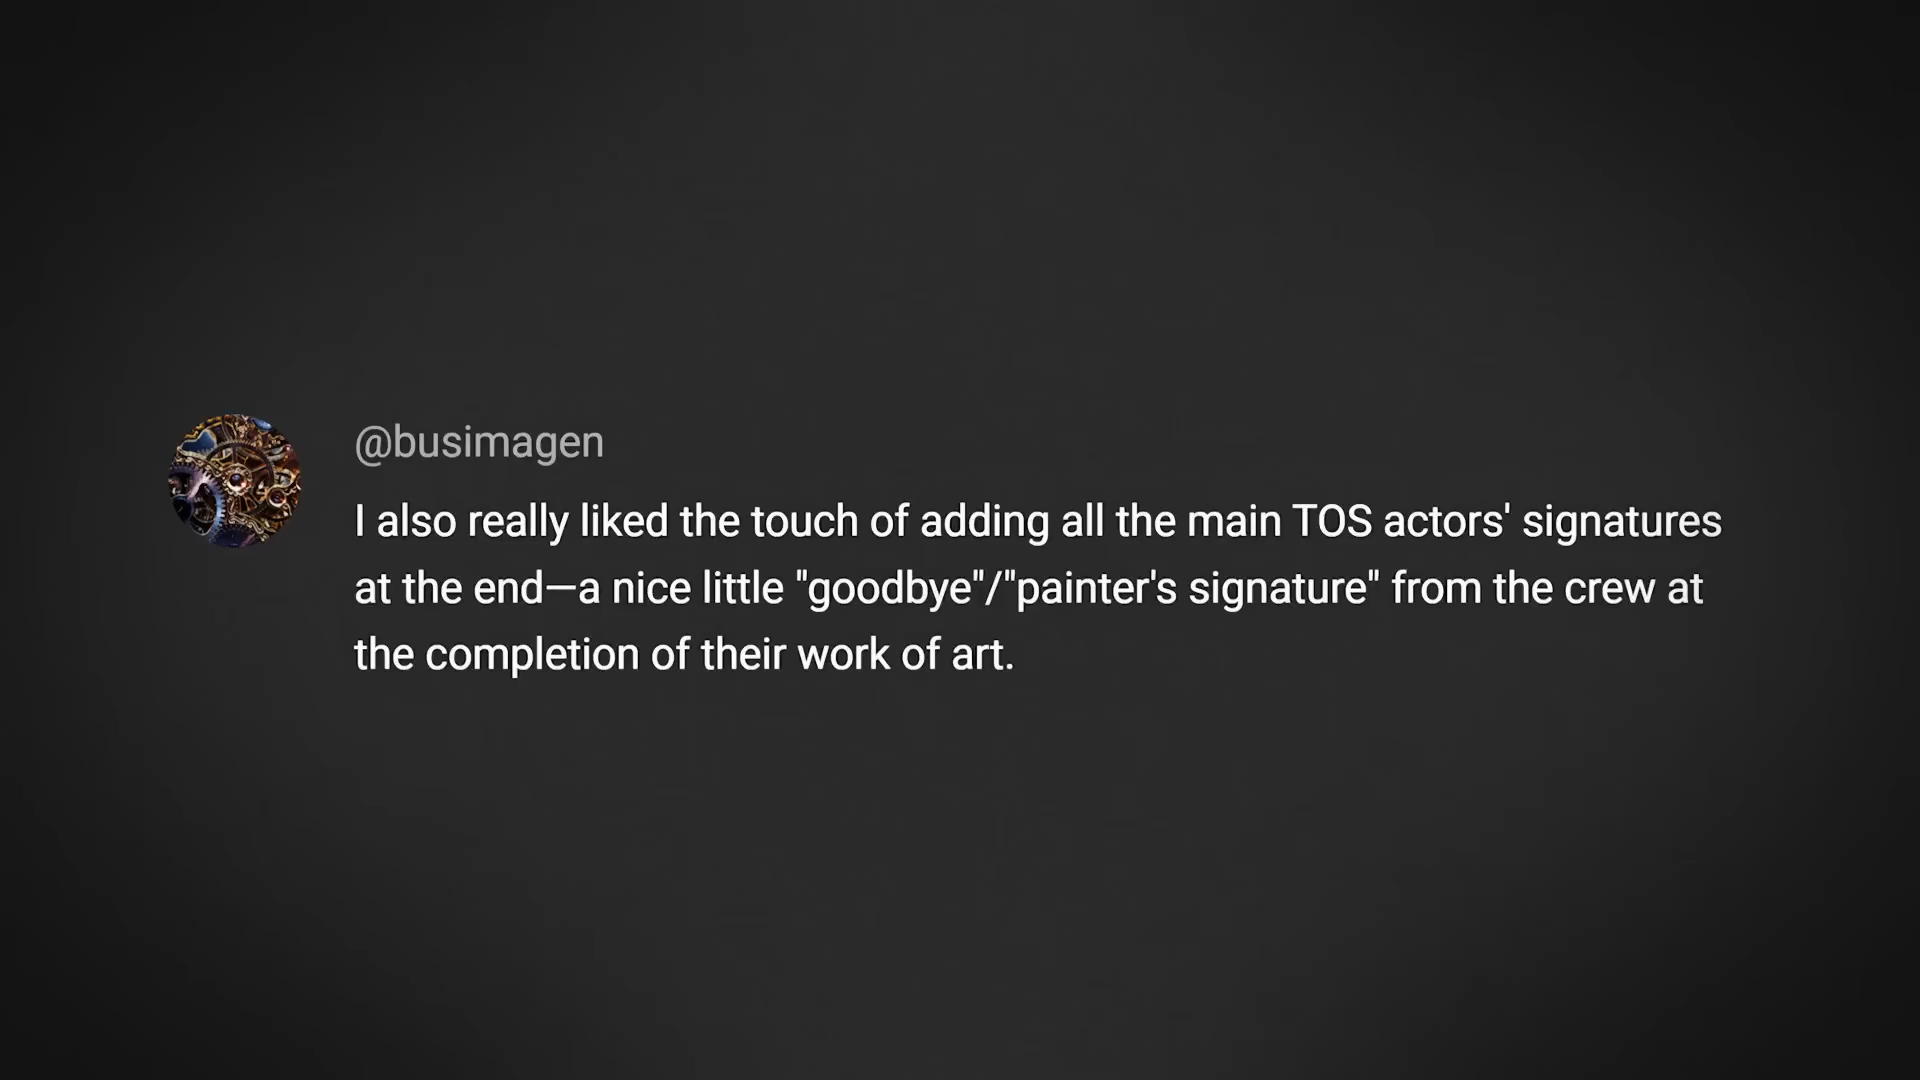 @busimagen
I also really liked the touch of adding all the main TOS actors' signatures
at the end—a nice little "goodbye"/"painter's signature" from the crew at
the completion of their work of art.